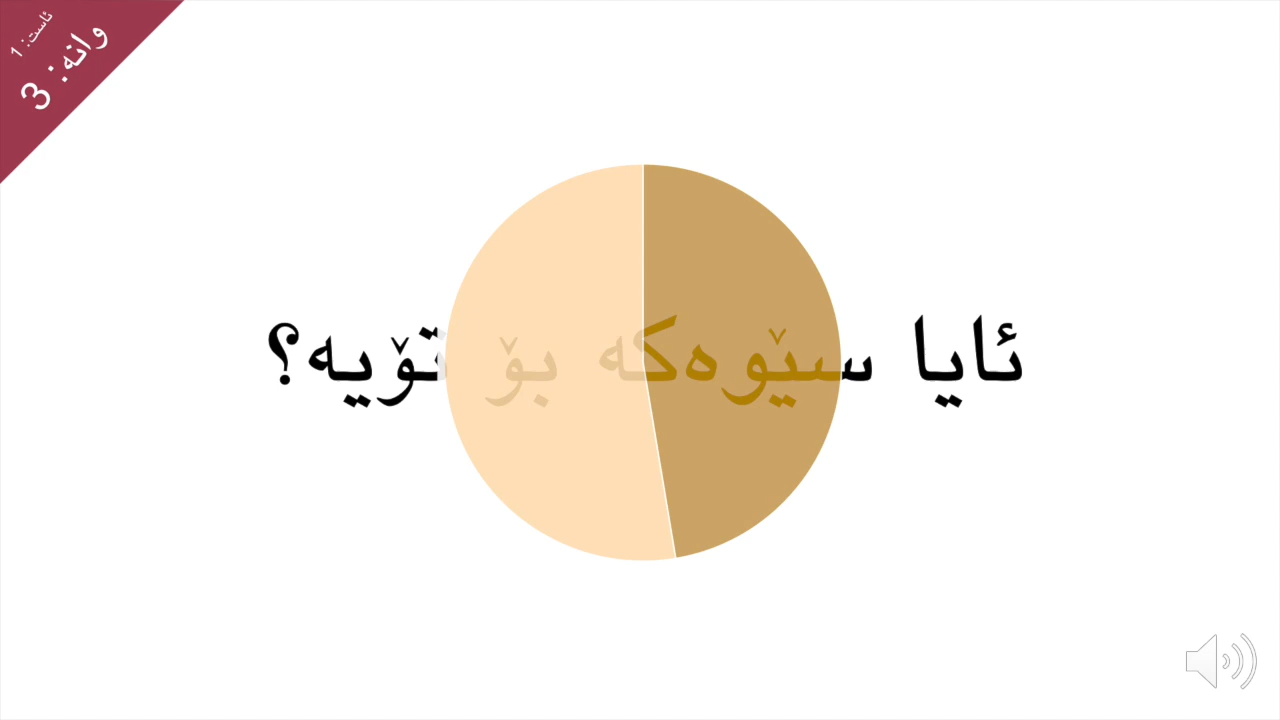 ئاست: 1
وانە: 3
ئایا سێوەکە بۆ تۆیە؟